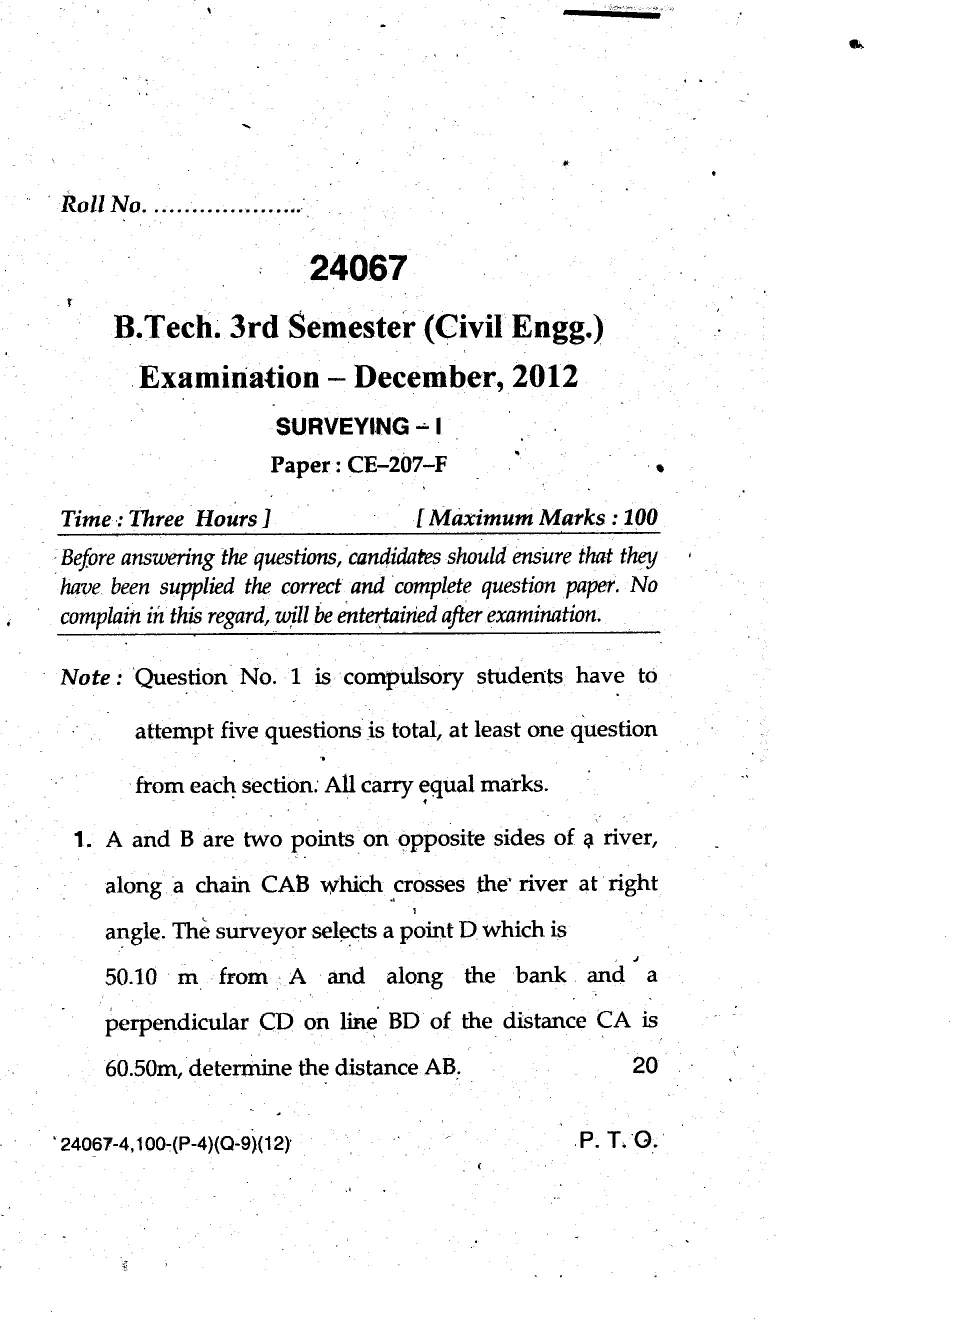 Roll No. ....................
24067
B.Tech. 3rd Semester (Civil Engg.)
Examination – December, 2012
SURVEYING – I
Paper : CE–207–F
Time : Three Hours ] [ Maximum Marks : 100
Before answering the questions, candidates should ensure that they
have been supplied the correct and complete question paper. No
complain in this regard, will be entertained after examination.
Note : Question No. 1 is compulsory students have to
attempt five questions is total, at least one question
from each section. All carry equal marks.
1. A and B are two points on opposite sides of a river,
along a chain CAB which crosses the river at right
angle. The surveyor selects a point D which is
50.10 m from A and along the bank and a
perpendicular CD on line BD of the distance CA is
60.50m, determine the distance AB. 20
24067-4,100-(P-4)(Q-9)(12) P. T. O.